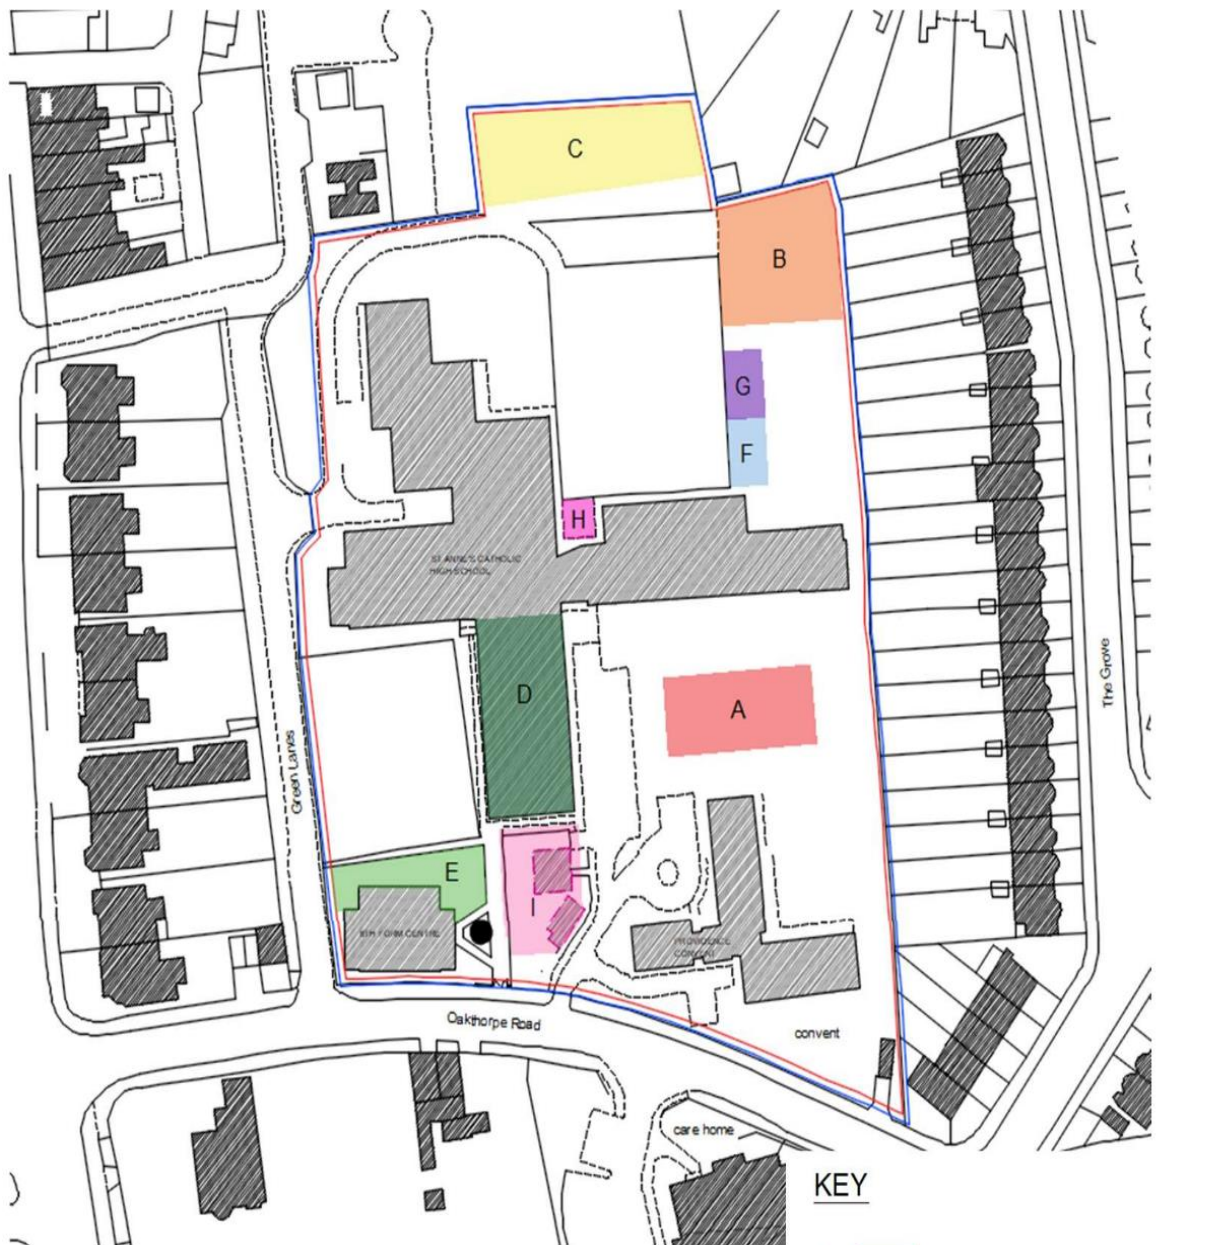 C
B
G
F
H
ST ANNE'S CATHOLIC
HIGH SCHOOL
D
A
The Grove
Green Lanes
E
I
6TH FORM CENTRE
PROVIDENCE
CONVENT
Oakthorpe Road
convent
care home
KEY